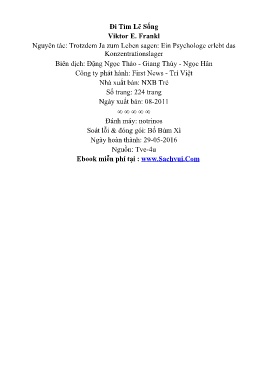 Đi Tìm Lẽ Sống
Viktor E. Frankl
Nguyên tác: Trotzdem Ja zum Leben sagen: Ein Psychologe erlebt das
Konzentrationslager
Biên dịch: Đặng Ngọc Thảo - Giang Thủy - Ngọc Hân
Công ty phát hành: First News - Trí Việt
Nhà xuất bản: NXB Trẻ
Số trang: 224 trang
Ngày xuất bản: 08-2011
∞∞∞∞∞
Đánh máy: notrinos
Soát lỗi & đóng gói: Bồ Bùm Xì
Ngày hoàn thành: 29-05-2016
Nguồn: Tve-4u
Ebook miễn phí tại : www.Sachvui.Com